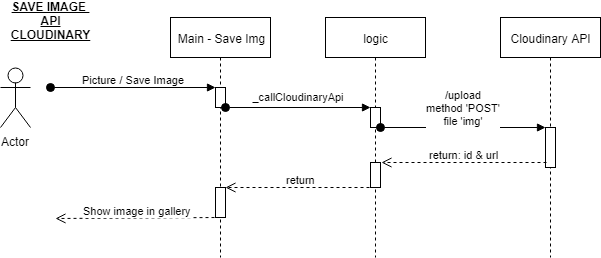 SAVE IMAGE
API
CLOUDINARY
Main - Save Img
logic
Cloudinary API
Actor
Picture / Save Image
_callCloudinaryApi
/upload
method 'POST'
file 'img'
return: id & url
return
Show image in gallery